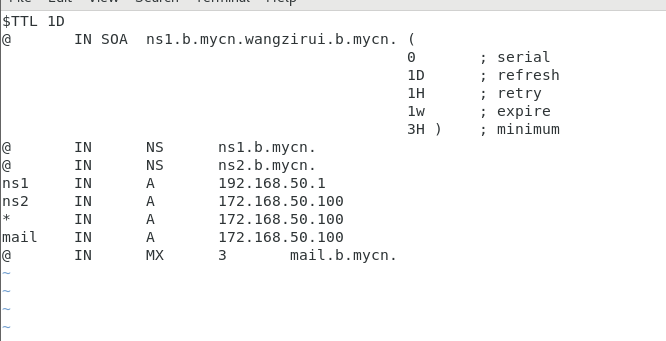 $TTL 1D
@ IN SOA ns1.b.mycn.wangzirui.b.mycn. (
0 ; serial
1D ; refresh
1H ; retry
1w ; expire
3H ) ; minimum
@ IN NS ns1.b.mycn.
@ IN NS ns2.b.mycn.
ns1 IN A 192.168.50.1
ns2 IN A 172.168.50.100
* IN A 172.168.50.100
mail IN A 172.168.50.100
@ IN MX 3 mail.b.mycn.
~
~
~
~